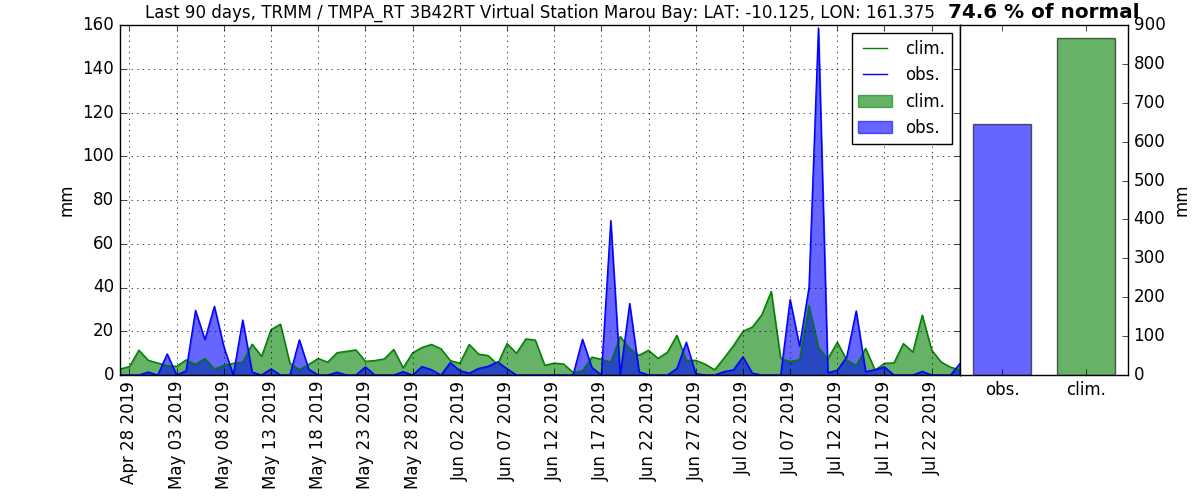 Last 90 days, TRMM / TMPA_RT 3B42RT Virtual Station Marou Bay: LAT: -10.125, LON: 161.375 74.6 % of normal
160
140
120
100
80
60
40
20
0
mm
clim.
obs.
clim.
obs.
Apr 28 2019
May 03 2019
May 08 2019
May 13 2019
May 18 2019
May 23 2019
May 28 2019
Jun 02 2019
Jun 07 2019
Jun 12 2019
Jun 17 2019
Jun 22 2019
Jun 27 2019
Jul 02 2019
Jul 07 2019
Jul 12 2019
Jul 17 2019
Jul 22 2019
900
800
700
600
500
400
300
200
100
0
mm
obs.
clim.